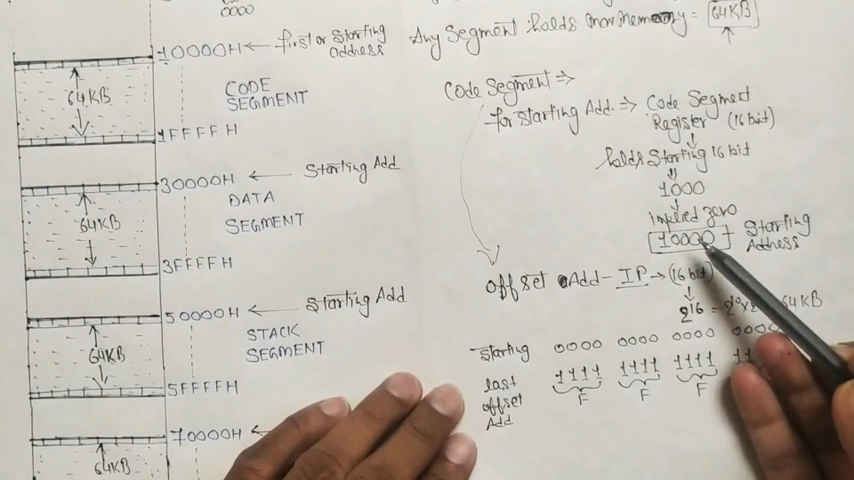 0000
10000H ← first or Starting
Address
64KB
CODE
SEGMENT
1FFFFH
30000H ← Starting Add
DATA
64KB
SEGMENT
3FFFFH
50000H ← Starting Add
STACK
64KB
SEGMENT
5FFFFH
70000H ←
64KB
Any Segment holds memory = 64KB
Code Segment ⇒
for Starting Add. ⇒ Code Segment
Register (16 bit)
holds Starting 16 bit
1000
implied zero
10000 → Starting
Address
offset Add - IP → (16 bit)
2^16 = 64KB
Starting 0000 0000 0000 0000
last 1111 1111 1111 11
offset F F F
Add